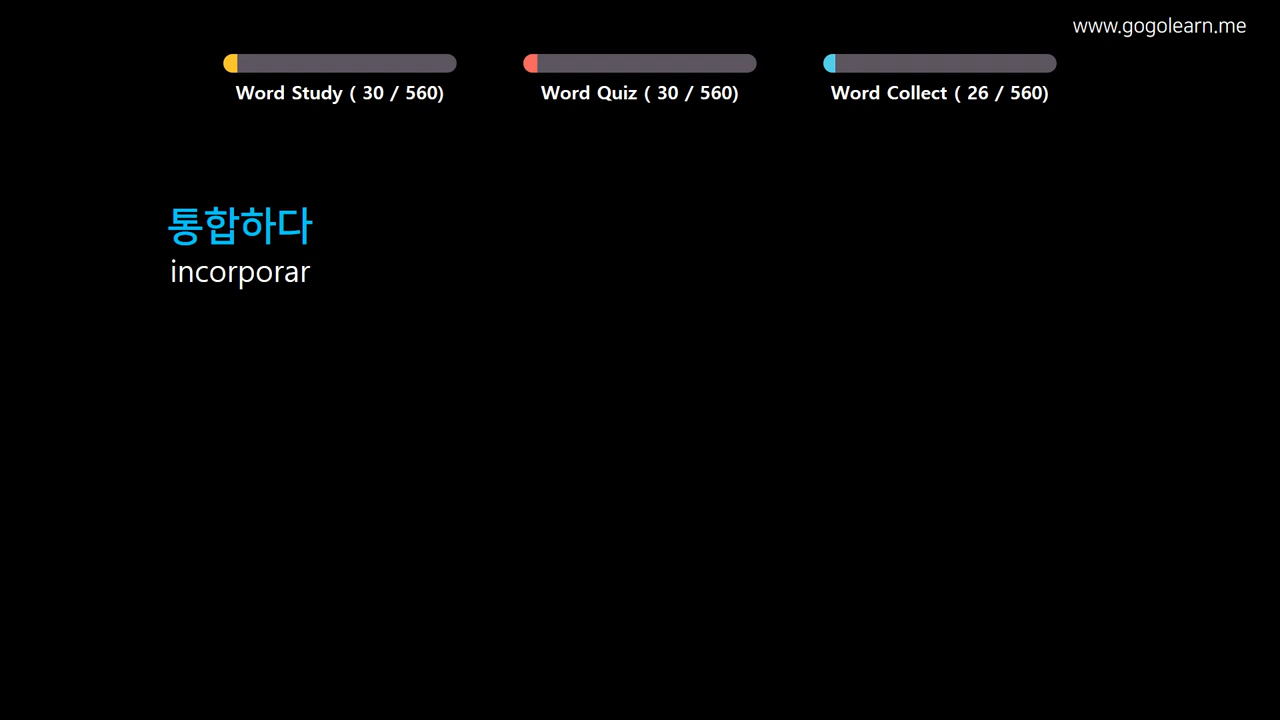 www.gogolearn.me
Word Study ( 30 / 560)
Word Quiz ( 30 / 560)
Word Collect ( 26 / 560)
통합하다
incorporar